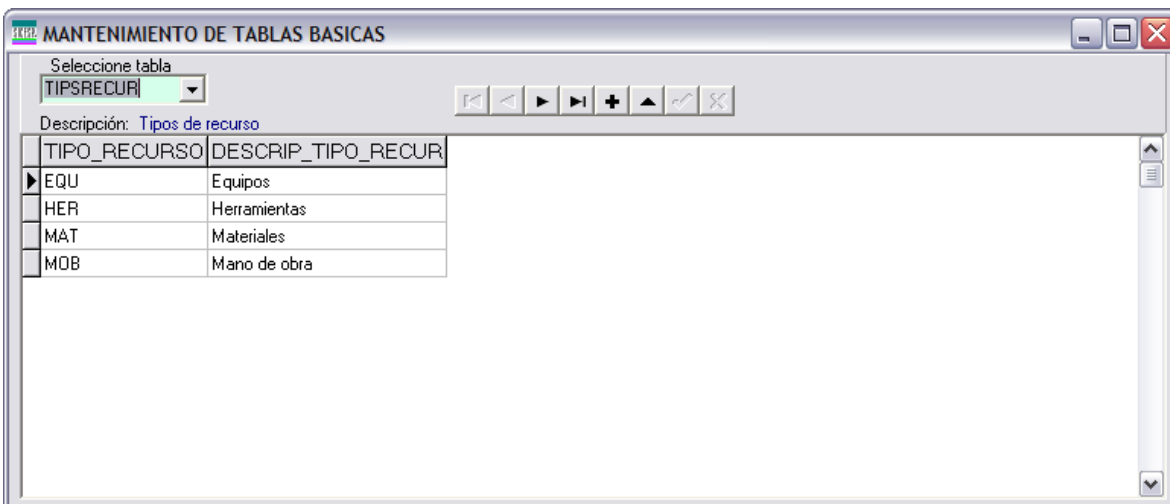 MANTENIMIENTO DE TABLAS BASICAS
Seleccione tabla
TIPSRECUR
Descripción: Tipos de recurso
TIPO_RECURSO DESCRIP_TIPO_RECUR
EQU Equipos
HER Herramientas
MAT Materiales
MOB Mano de obra